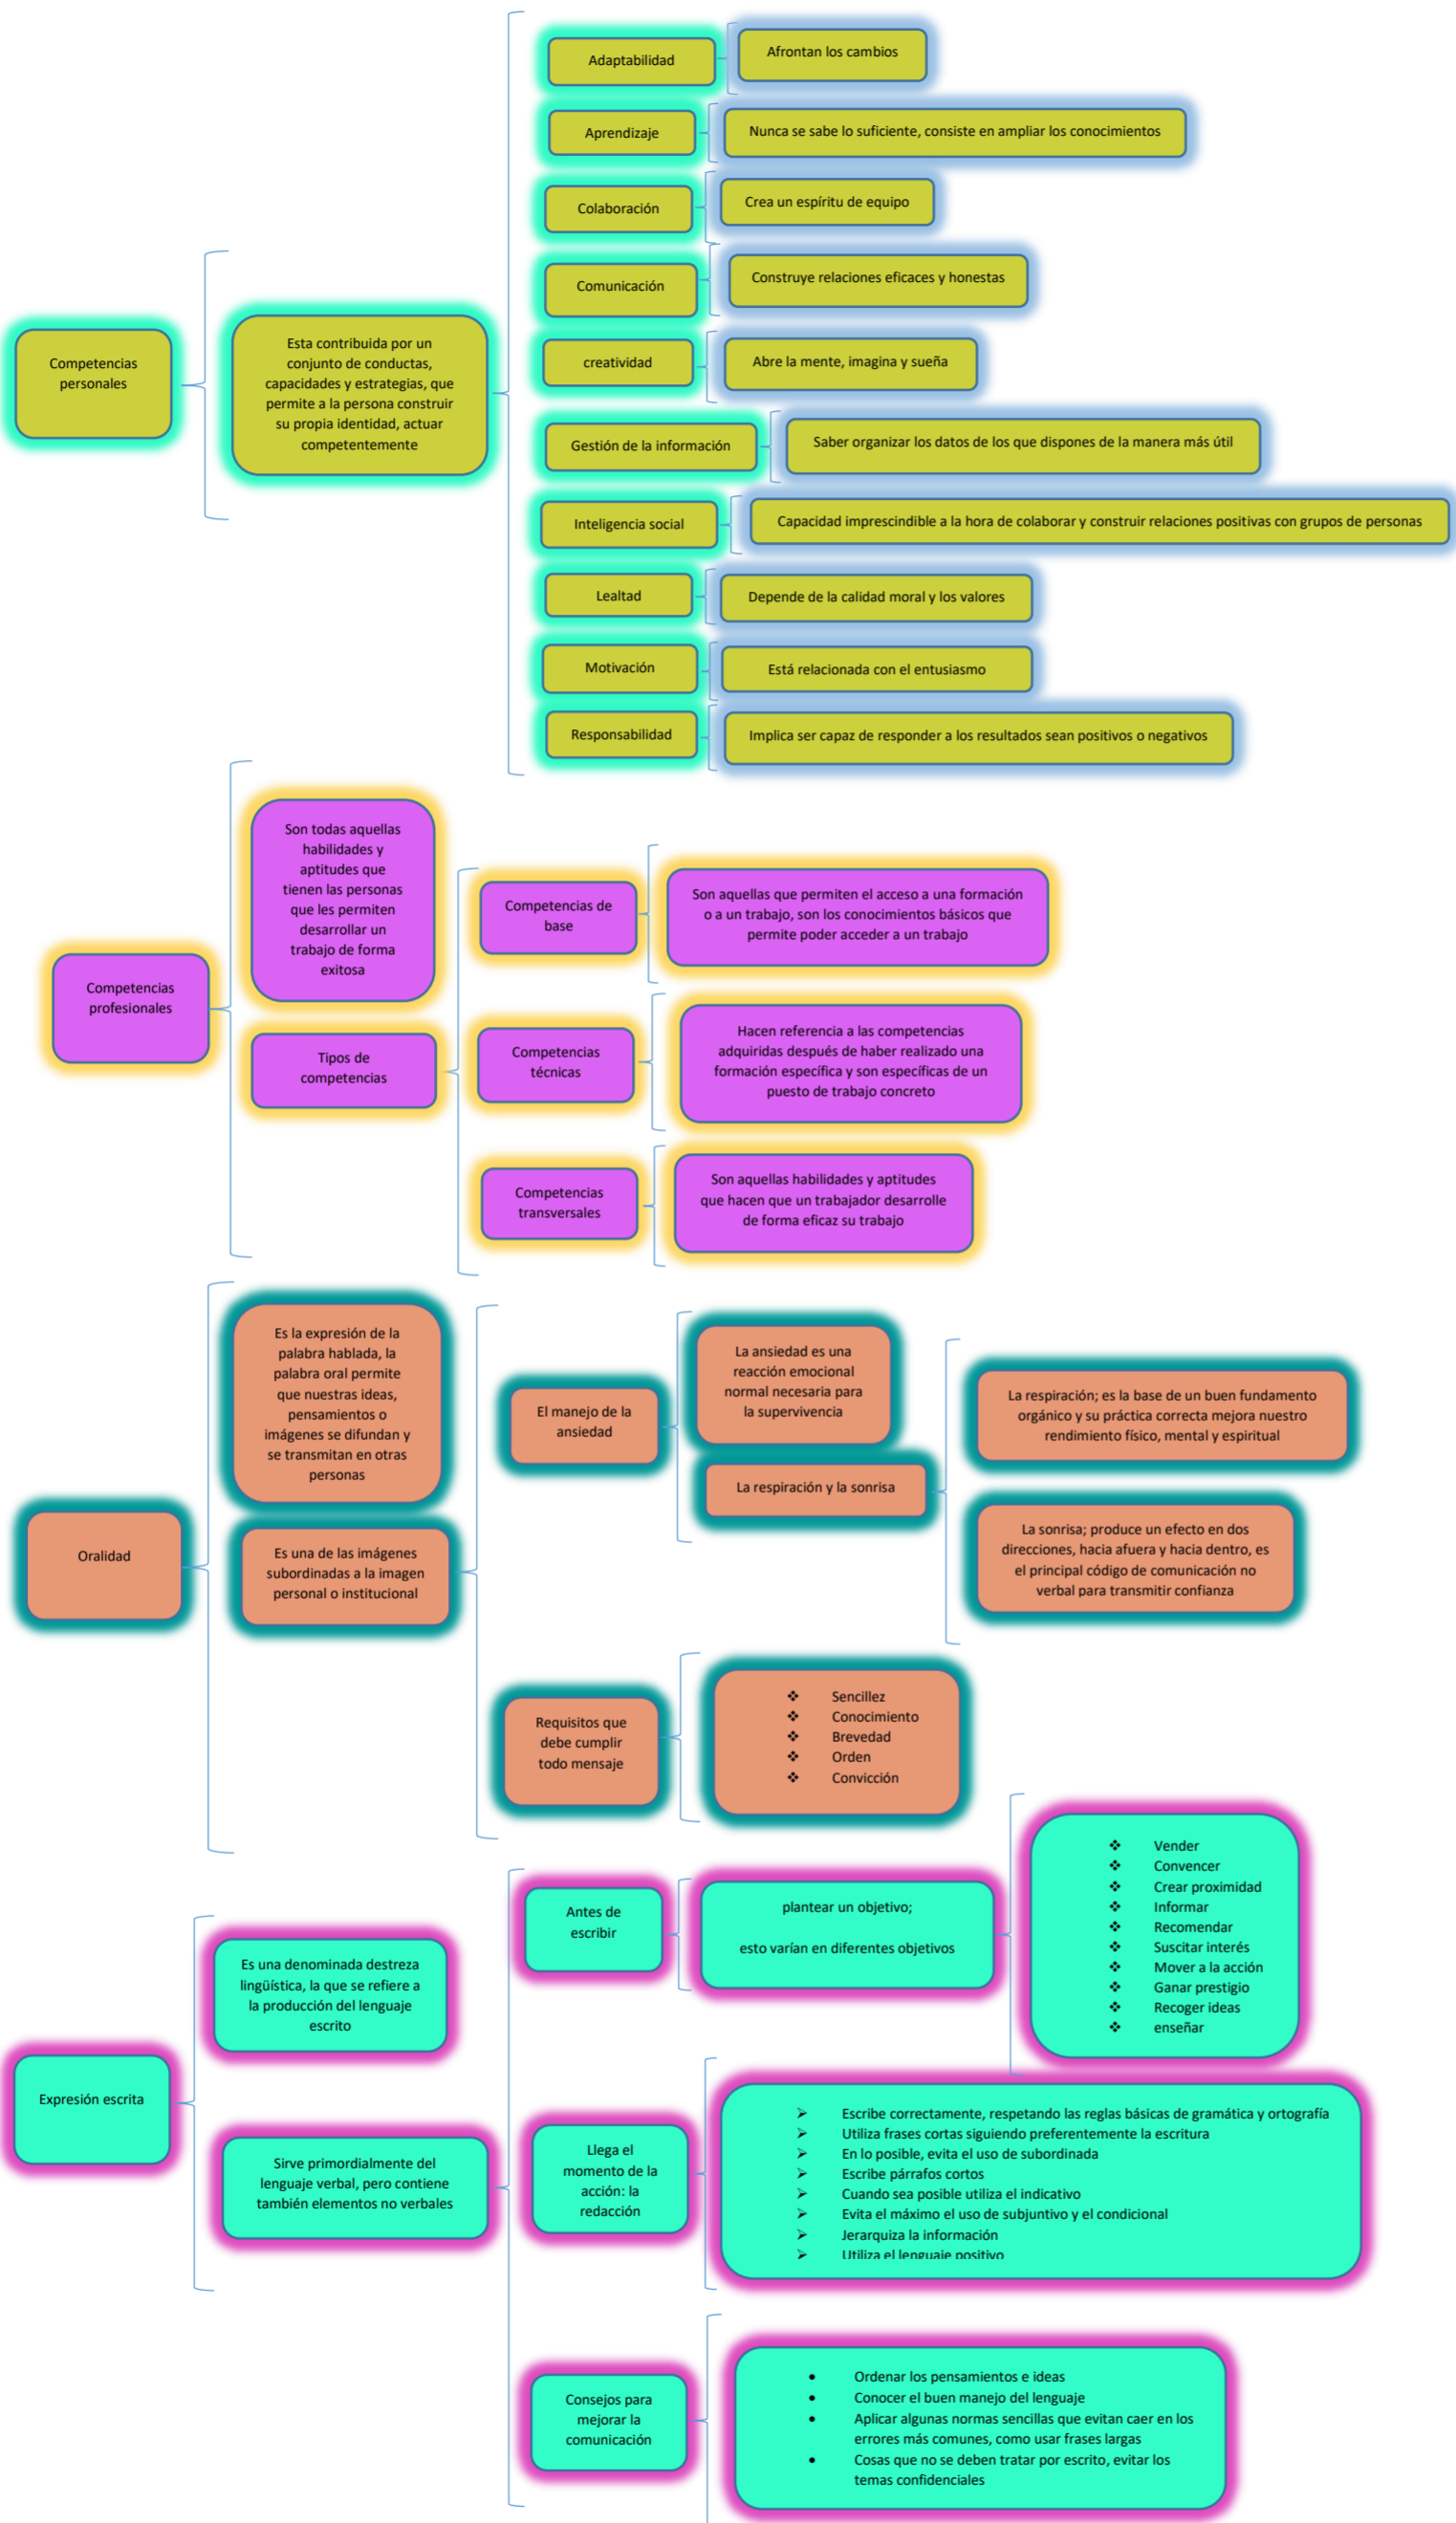 Competencias
personales
Esta contribuida por un
conjunto de conductas,
capacidades y estrategias, que
permite a la persona construir
su propia identidad, actuar
competentemente
Adaptabilidad
Afrontan los cambios
Aprendizaje
Nunca se sabe lo suficiente, consiste en ampliar los conocimientos
Colaboración
Crea un espíritu de equipo
Comunicación
Construye relaciones eficaces y honestas
creatividad
Abre la mente, imagina y sueña
Gestión de la información
Saber organizar los datos de los que dispones de la manera más útil
Inteligencia social
Capacidad imprescindible a la hora de colaborar y construir relaciones positivas con grupos de personas
Lealtad
Depende de la calidad moral y los valores
Motivación
Está relacionada con el entusiasmo
Responsabilidad
Implica ser capaz de responder a los resultados sean positivos o negativos
Competencias
profesionales
Son todas aquellas
habilidades y
aptitudes que
tienen las personas
que les permiten
desarrollar un
trabajo de forma
exitosa
Tipos de
competencias
Competencias de
base
Son aquellas que permiten el acceso a una formación
o a un trabajo, son los conocimientos básicos que
permite poder acceder a un trabajo
Competencias
técnicas
Hacen referencia a las competencias
adquiridas después de haber realizado una
formación específica y son específicas de un
puesto de trabajo concreto
Competencias
transversales
Son aquellas habilidades y aptitudes
que hacen que un trabajador desarrolle
de forma eficaz su trabajo
Oralidad
Es la expresión de la
palabra hablada, la
palabra oral permite
que nuestras ideas,
pensamientos o
imágenes se difundan y
se transmitan en otras
personas
Es una de las imágenes
subordinadas a la imagen
personal o institucional
El manejo de la
ansiedad
La ansiedad es una
reacción emocional
normal necesaria para
la supervivencia
La respiración y la sonrisa
La respiración; es la base de un buen fundamento
orgánico y su práctica correcta mejora nuestro
rendimiento físico, mental y espiritual
La sonrisa; produce un efecto en dos
direcciones, hacia afuera y hacia dentro, es
el principal código de comunicación no
verbal para transmitir confianza
Requisitos que
debe cumplir
todo mensaje
❖ Sencillez
❖ Conocimiento
❖ Brevedad
❖ Orden
❖ Convicción
Expresión escrita
Es una denominada destreza
lingüística, la que se refiere a
la producción del lenguaje
escrito
Sirve primordialmente del
lenguaje verbal, pero contiene
también elementos no verbales
Antes de
escribir
plantear un objetivo;
esto varían en diferentes objetivos
❖ Vender
❖ Convencer
❖ Crear proximidad
❖ Informar
❖ Recomendar
❖ Suscitar interés
❖ Mover a la acción
❖ Ganar prestigio
❖ Recoger ideas
❖ enseñar
Llega el
momento de la
acción: la
redacción
➢ Escribe correctamente, respetando las reglas básicas de gramática y ortografía
➢ Utiliza frases cortas siguiendo preferentemente la escritura
➢ En lo posible, evita el uso de subordinada
➢ Escribe párrafos cortos
➢ Cuando sea posible utiliza el indicativo
➢ Evita el máximo el uso de subjuntivo y el condicional
➢ Jerarquiza la información
➢ Utiliza el lenguaje positivo
Consejos para
mejorar la
comunicación
• Ordenar los pensamientos e ideas
• Conocer el buen manejo del lenguaje
• Aplicar algunas normas sencillas que evitan caer en los
errores más comunes, como usar frases largas
• Cosas que no se deben tratar por escrito, evitar los
temas confidenciales